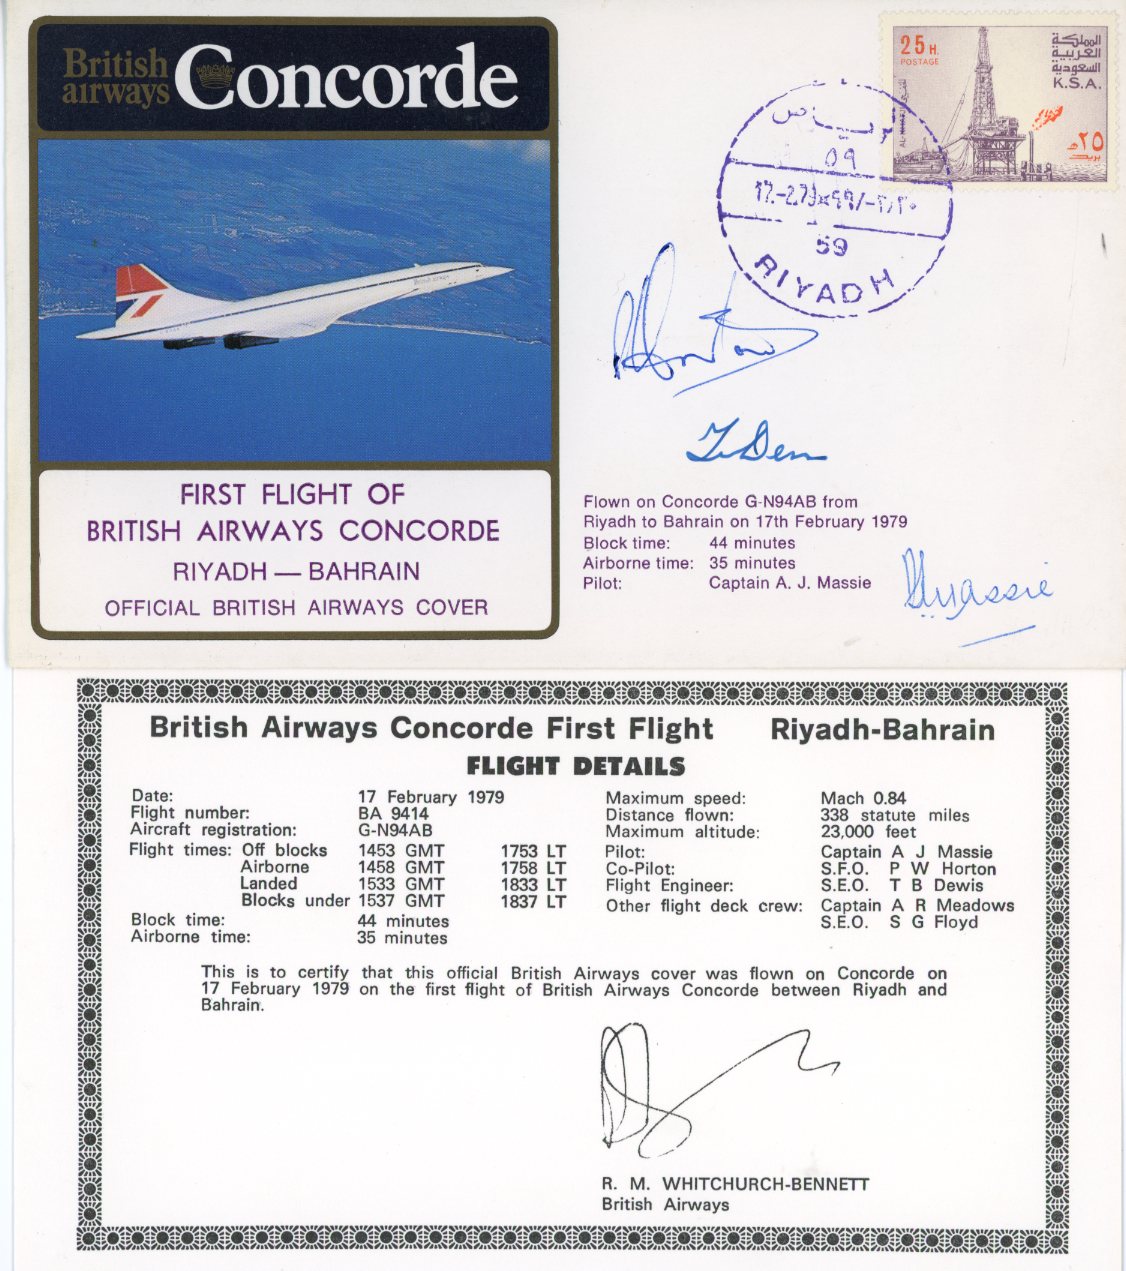 British
airways Concorde
25 H.
POSTAGE
المملكة
العربية
السعودية
K.S.A.
٢٥ هـ
بريد
رياض
٥٩
59
RIYADH
FIRST FLIGHT OF
BRITISH AIRWAYS CONCORDE
RIYADH — BAHRAIN
OFFICIAL BRITISH AIRWAYS COVER
Flown on Concorde G-N94AB from
Riyadh to Bahrain on 17th February 1979
Block time: 44 minutes
Airborne time: 35 minutes
Pilot: Captain A. J. Massie
British Airways Concorde First Flight Riyadh-Bahrain
FLIGHT DETAILS
Date: 17 February 1979
Flight number: BA 9414
Aircraft registration: G-N94AB
Flight times: Off blocks 1453 GMT 1753 LT
Airborne 1458 GMT 1758 LT
Landed 1533 GMT 1833 LT
Blocks under 1537 GMT 1837 LT
Block time: 44 minutes
Airborne time: 35 minutes
Maximum speed: Mach 0.84
Distance flown: 338 statute miles
Maximum altitude: 23,000 feet
Pilot: Captain A J Massie
Co-Pilot: S.F.O. P W Horton
Flight Engineer: S.E.O. T B Dewis
Other flight deck crew: Captain A R Meadows
S.E.O. S G Floyd
This is to certify that this official British Airways cover was flown on Concorde on
17 February 1979 on the first flight of British Airways Concorde between Riyadh and
Bahrain.
R. M. WHITCHURCH-BENNETT
British Airways